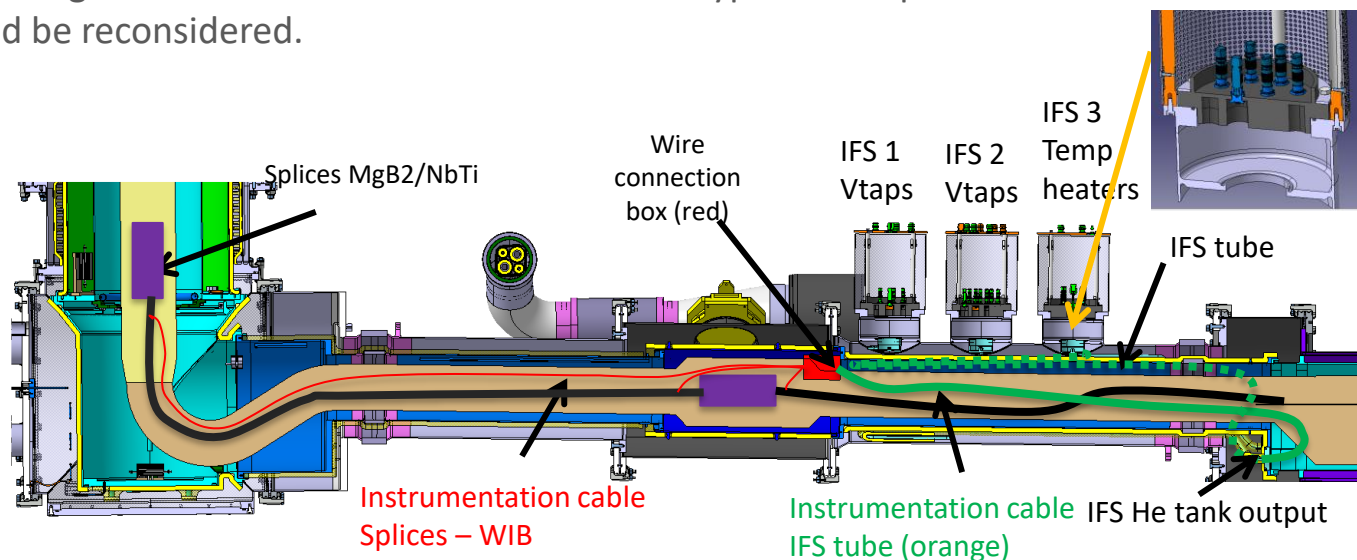 d be reconsidered.
Splices MgB2/NbTi
Wire
connection
box (red)
IFS 1
Vtaps
IFS 2
Vtaps
IFS 3
Temp
heaters
IFS tube
Instrumentation cable
Splices – WIB
Instrumentation cable
IFS tube (orange)
IFS He tank output